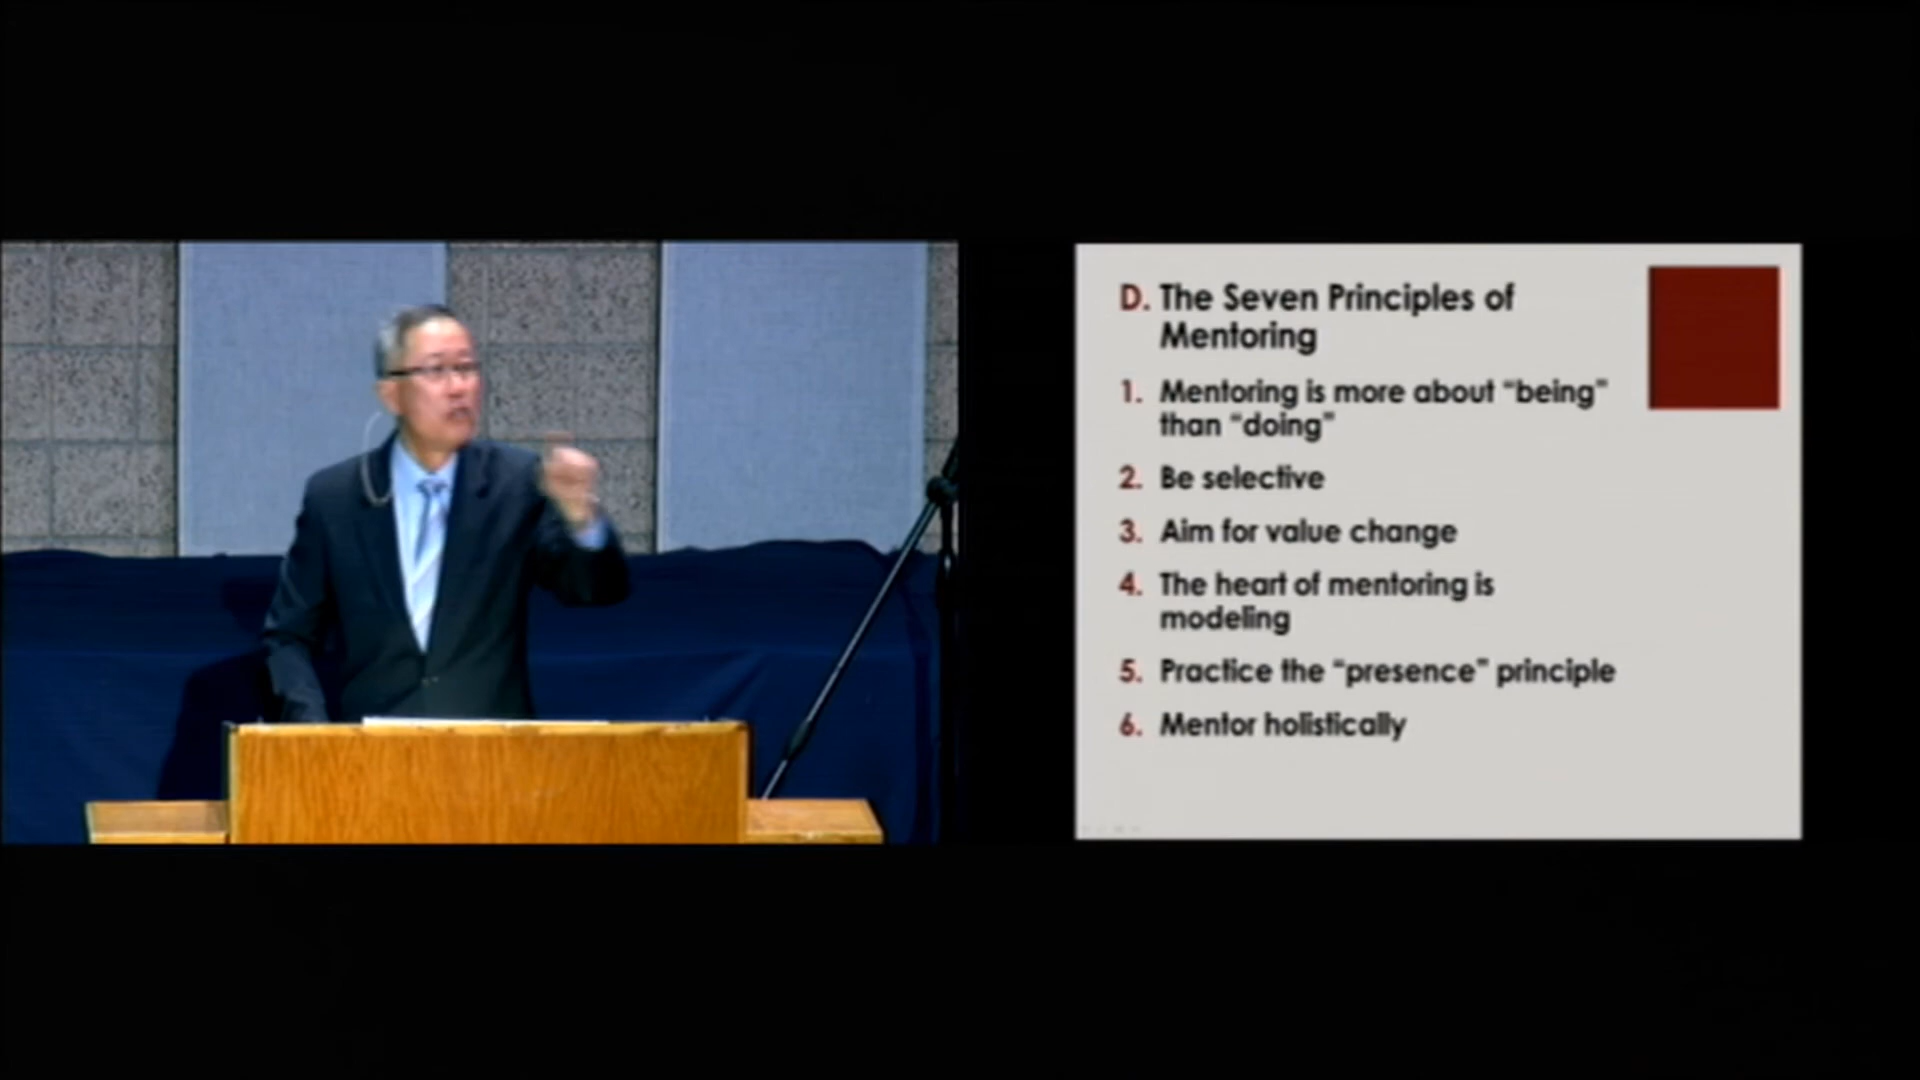 D. The Seven Principles of
Mentoring
1. Mentoring is more about “being”
than “doing”
2. Be selective
3. Aim for value change
4. The heart of mentoring is
modeling
5. Practice the “presence” principle
6. Mentor holistically